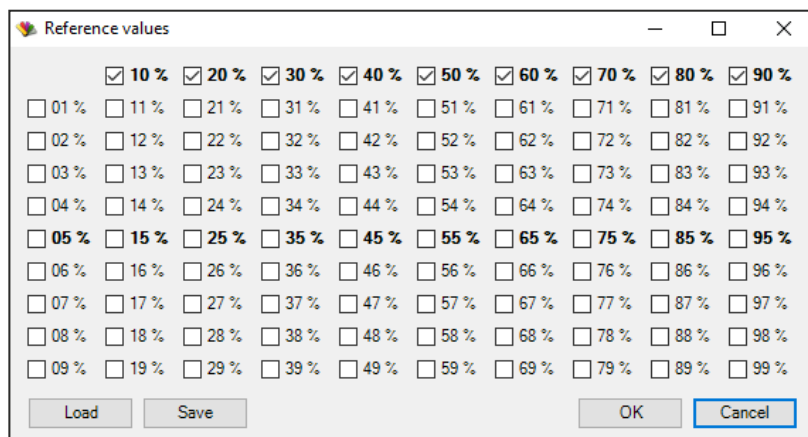 Reference values
10 % 20 % 30 % 40 % 50 % 60 % 70 % 80 % 90 %
01 % 11 % 21 % 31 % 41 % 51 % 61 % 71 % 81 % 91 %
02 % 12 % 22 % 32 % 42 % 52 % 62 % 72 % 82 % 92 %
03 % 13 % 23 % 33 % 43 % 53 % 63 % 73 % 83 % 93 %
04 % 14 % 24 % 34 % 44 % 54 % 64 % 74 % 84 % 94 %
05 % 15 % 25 % 35 % 45 % 55 % 65 % 75 % 85 % 95 %
06 % 16 % 26 % 36 % 46 % 56 % 66 % 76 % 86 % 96 %
07 % 17 % 27 % 37 % 47 % 57 % 67 % 77 % 87 % 97 %
08 % 18 % 28 % 38 % 48 % 58 % 68 % 78 % 88 % 98 %
09 % 19 % 29 % 39 % 49 % 59 % 69 % 79 % 89 % 99 %
Load Save OK Cancel